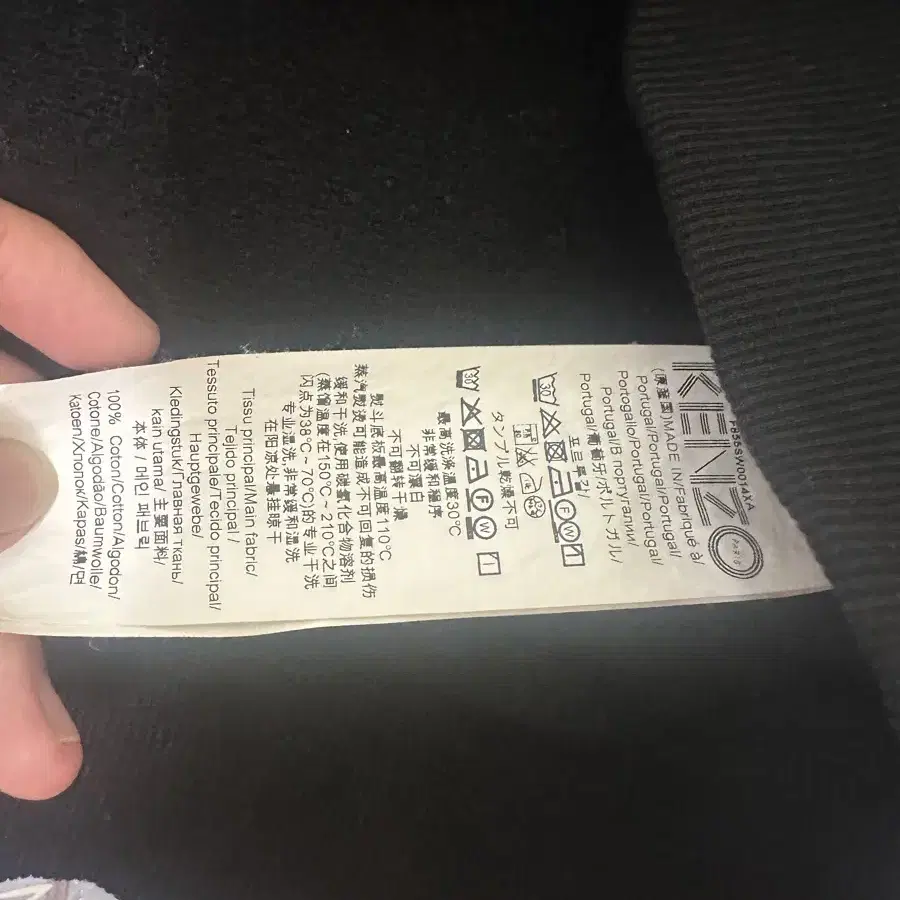 KENZO
PARIS
F855SW0014XA
(原産国)MADE IN/Fabriqué à/
Portugal/Portugal/Portugal/
Portogallo/Portugal/Portugal/
Portugal/В португалии/
Portugal/葡萄牙/ポルトガル/
포르투갈/
30
F
W
タンブル乾燥不可
30
F
W
最高洗涤温度30℃
非常缓和程序
不可漂白
不可翻转干燥
熨斗底板最高温度110℃
蒸汽熨烫可能造成不可回复的损伤
缓和干洗,使用碳氢化合物溶剂
(蒸馏温度在150℃~210℃之间
闪点为38℃~70℃)的专业干洗
专业湿洗,非常缓和湿洗
在阳凉处悬挂晾干
Tissu principal/Main fabric/
Tejido principal/
Tessuto principale/Tecido principal/
Hauptgewebe/
Kledingstuk/Главная ткань/
kain utama/ 主要面料/
本体 / 메인 패브릭
100% Coton/Cotton/Algodon/
Cotone/Algodão/Baumwolle/
Katoen/Хлопок/Kapas/棉/면